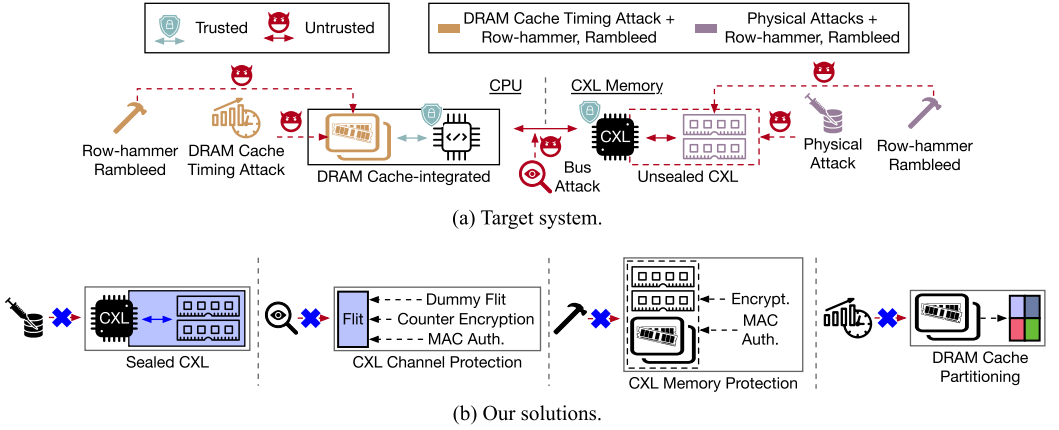 Trusted
Untrusted
DRAM Cache Timing Attack +
Row-hammer, Rambleed
Physical Attacks +
Row-hammer, Rambleed
CPU
CXL Memory
Row-hammer
Rambleed
DRAM Cache
Timing Attack
DRAM Cache-integrated
Bus
Attack
CXL
Unsealed CXL
Physical
Attack
Row-hammer
Rambleed
(a) Target system.
CXL
Sealed CXL
Flit
Dummy Flit
Counter Encryption
MAC Auth.
CXL Channel Protection
Encrypt.
MAC
Auth.
CXL Memory Protection
DRAM Cache
Partitioning
(b) Our solutions.